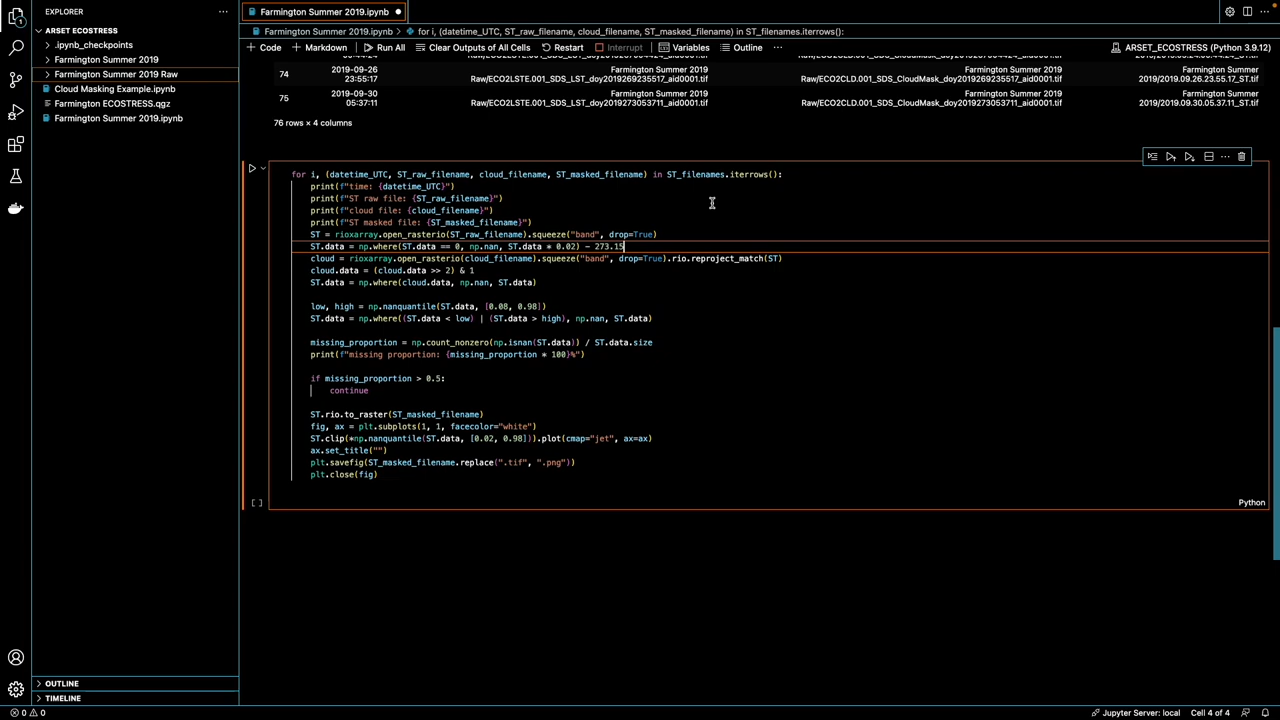 EXPLORER
ARSET ECOSTRESS
.ipynb_checkpoints
Farmington Summer 2019
Farmington Summer 2019 Raw
Cloud Masking Example.ipynb
Farmington ECOSTRESS.qgz
Farmington Summer 2019.ipynb
OUTLINE
TIMELINE
Farmington Summer 2019.ipynb
Farmington Summer 2019.ipynb > for i, (datetime_UTC, ST_raw_filename, cloud_filename, ST_masked_filename) in ST_filenames.iterrows():
+ Code + Markdown Run All Clear Outputs of All Cells Restart Interrupt Variables Outline ... ARSET_ECOSTRESS (Python 3.9.12)
74 2019-09-26 23:55:17 Farmington Summer 2019 Raw/ECO2LSTE.001_SDS_LST_doy2019269235517_aid0001.tif Farmington Summer 2019 Raw/ECO2CLD.001_SDS_CloudMask_doy2019269235517_aid0001.tif Farmington Summer 2019/2019.09.26.23.55.17_ST.tif
75 2019-09-30 05:37:11 Farmington Summer 2019 Raw/ECO2LSTE.001_SDS_LST_doy2019273053711_aid0001.tif Farmington Summer 2019 Raw/ECO2CLD.001_SDS_CloudMask_doy2019273053711_aid0001.tif Farmington Summer 2019/2019.09.30.05.37.11_ST.tif
76 rows × 4 columns
for i, (datetime_UTC, ST_raw_filename, cloud_filename, ST_masked_filename) in ST_filenames.iterrows():
print(f"time: {datetime_UTC}")
print(f"ST raw file: {ST_raw_filename}")
print(f"cloud file: {cloud_filename}")
print(f"ST masked file: {ST_masked_filename}")
ST = rioxarray.open_rasterio(ST_raw_filename).squeeze("band", drop=True)
ST.data = np.where(ST.data == 0, np.nan, ST.data * 0.02) - 273.15
cloud = rioxarray.open_rasterio(cloud_filename).squeeze("band", drop=True).rio.reproject_match(ST)
cloud.data = (cloud.data >> 2) & 1
ST.data = np.where(cloud.data, np.nan, ST.data)
low, high = np.nanquantile(ST.data, [0.08, 0.98])
ST.data = np.where((ST.data < low) | (ST.data > high), np.nan, ST.data)
missing_proportion = np.count_nonzero(np.isnan(ST.data)) / ST.data.size
print(f"missing proportion: {missing_proportion * 100}%")
if missing_proportion > 0.5:
continue
ST.rio.to_raster(ST_masked_filename)
fig, ax = plt.subplots(1, 1, facecolor="white")
ST.clip(*np.nanquantile(ST.data, [0.02, 0.98])).plot(cmap="jet", ax=ax)
ax.set_title("")
plt.savefig(ST_masked_filename.replace(".tif", ".png"))
plt.close(fig)
[ ] Python
0 0 Jupyter Server: local Cell 4 of 4